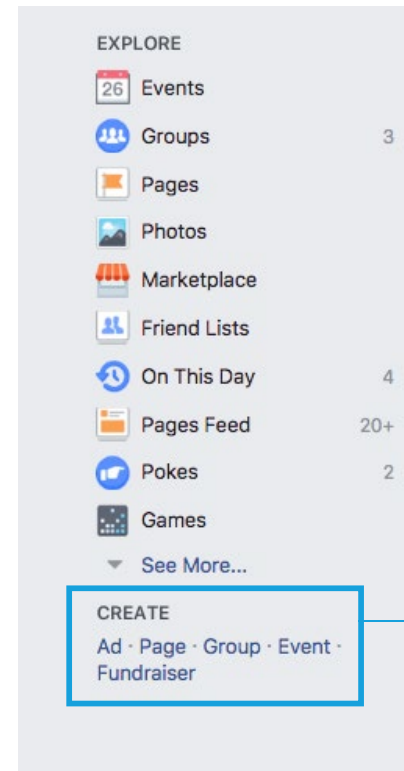 EXPLORE
26 Events
Groups 3
Pages
Photos
Marketplace
Friend Lists
On This Day 4
Pages Feed 20+
Pokes 2
Games
See More...
CREATE
Ad · Page · Group · Event ·
Fundraiser